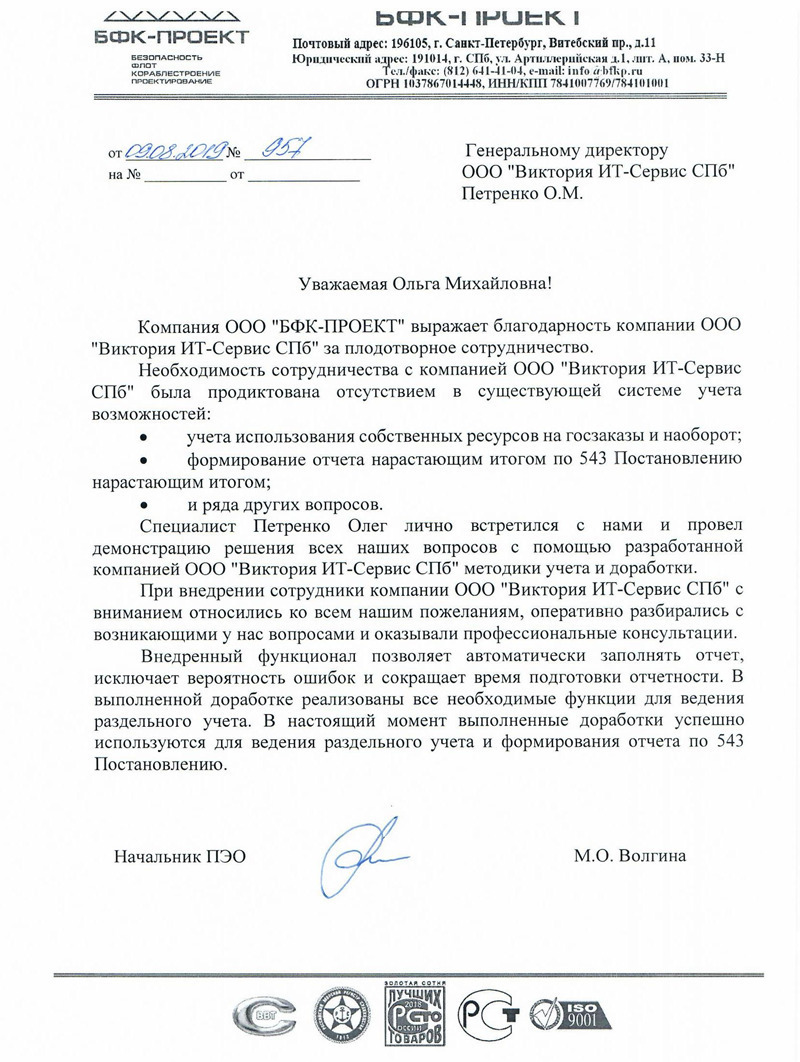 БФК-ПРОЕКТ
БЕЗОПАСНОСТЬ
ФЛОТ
КОРАБЛЕСТРОЕНИЕ
ПРОЕКТИРОВАНИЕ
БФК-ПРОЕКТ
Почтовый адрес: 196105, г. Санкт-Петербург, Витебский пр., д.11
Юридический адрес: 191014, г. СПб, ул. Артиллерийская д.1, лит. А, пом. 33-Н
Тел./факс: (812) 641-41-04, e-mail: info@bfkp.ru
ОГРН 1037867014448, ИНН/КПП 7841007769/784101001
от 09.08.2019 № 957
на № от
Генеральному директору
ООО "Виктория ИТ-Сервис СПб"
Петренко О.М.
Уважаемая Ольга Михайловна!
Компания ООО "БФК-ПРОЕКТ" выражает благодарность компании ООО
"Виктория ИТ-Сервис СПб" за плодотворное сотрудничество.
Необходимость сотрудничества с компанией ООО "Виктория ИТ-Сервис
СПб" была продиктована отсутствием в существующей системе учета
возможностей:
• учета использования собственных ресурсов на госзаказы и наоборот;
• формирование отчета нарастающим итогом по 543 Постановлению
нарастающим итогом;
• и ряда других вопросов.
Специалист Петренко Олег лично встретился с нами и провел
демонстрацию решения всех наших вопросов с помощью разработанной
компанией ООО "Виктория ИТ-Сервис СПб" методики учета и доработки.
При внедрении сотрудники компании ООО "Виктория ИТ-Сервис СПб" с
вниманием относились ко всем нашим пожеланиям, оперативно разбирались с
возникающими у нас вопросами и оказывали профессиональные консультации.
Внедренный функционал позволяет автоматически заполнять отчет,
исключает вероятность ошибок и сокращает время подготовки отчетности. В
выполненной доработке реализованы все необходимые функции для ведения
раздельного учета. В настоящий момент выполненные доработки успешно
используются для ведения раздельного учета и формирования отчета по 543
Постановлению.
Начальник ПЭО
М.О. Волгина
ЗОЛОТАЯ СОТНЯ
ЛУЧШИХ
2018
РОССИИ
СТО
ТОВАРОВ
ВВТ
1913
РСТ
ISO
9001